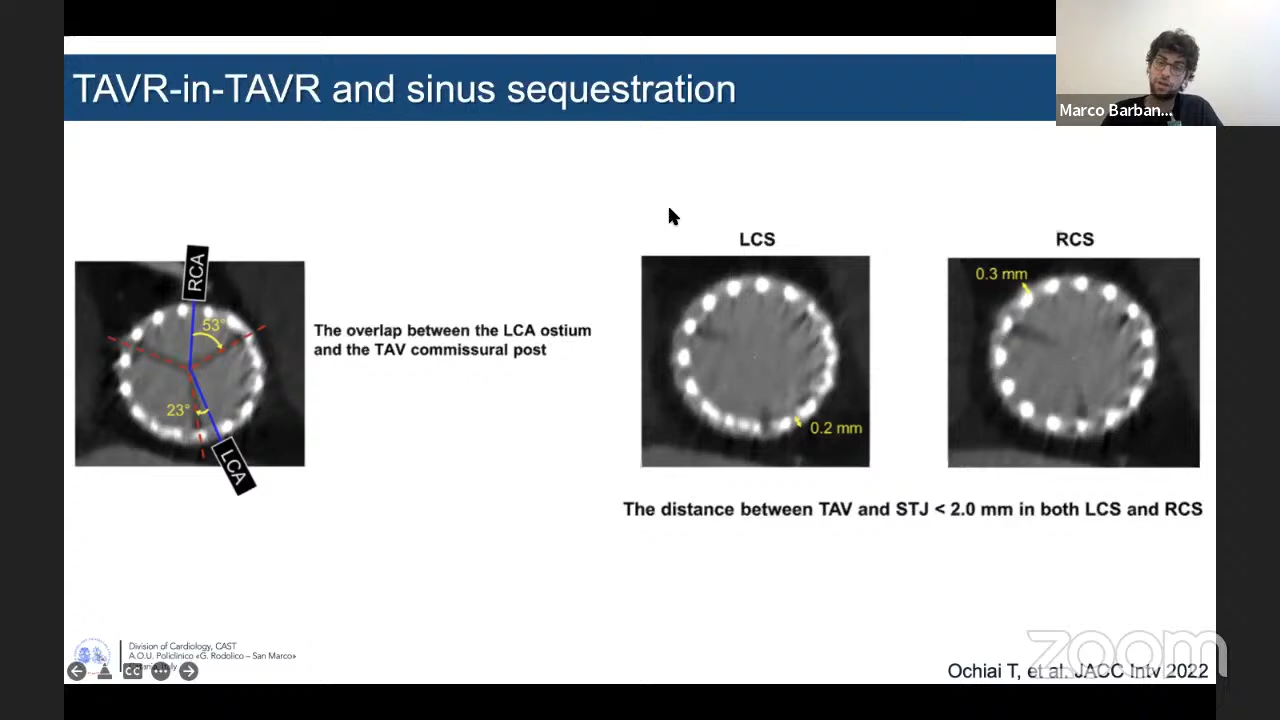 TAVR-in-TAVR and sinus sequestration
Marco Barban...
RCA
53°
23°
LCA
The overlap between the LCA ostium
and the TAV commissural post
LCS
0.2 mm
RCS
0.3 mm
The distance between TAV and STJ < 2.0 mm in both LCS and RCS
Division of Cardiology, CAST
A.O.U. Policlinico «G. Rodolico – San Marco»
CC
Ochiai T, et al. JACC Intv 2022
zoom